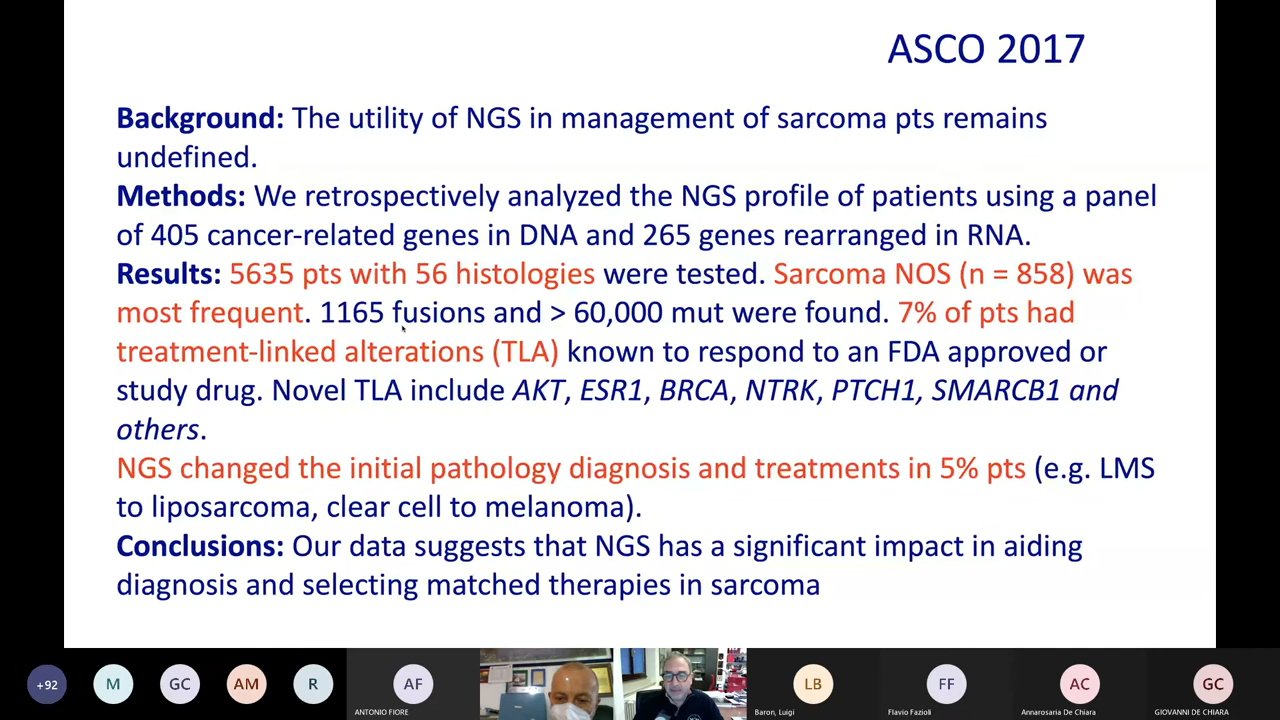 ASCO 2017
Background: The utility of NGS in management of sarcoma pts remains
undefined.
Methods: We retrospectively analyzed the NGS profile of patients using a panel
of 405 cancer-related genes in DNA and 265 genes rearranged in RNA.
Results: 5635 pts with 56 histologies were tested. Sarcoma NOS (n = 858) was
most frequent. 1165 fusions and > 60,000 mut were found. 7% of pts had
treatment-linked alterations (TLA) known to respond to an FDA approved or
study drug. Novel TLA include AKT, ESR1, BRCA, NTRK, PTCH1, SMARCB1 and
others.
NGS changed the initial pathology diagnosis and treatments in 5% pts (e.g. LMS
to liposarcoma, clear cell to melanoma).
Conclusions: Our data suggests that NGS has a significant impact in aiding
diagnosis and selecting matched therapies in sarcoma
+92 M GC AM R AF LB FF AC GC
ANTONIO FIORE Baron, Luigi Flavio Fazioli Annarosaria De Chiara GIOVANNI DE CHIARA